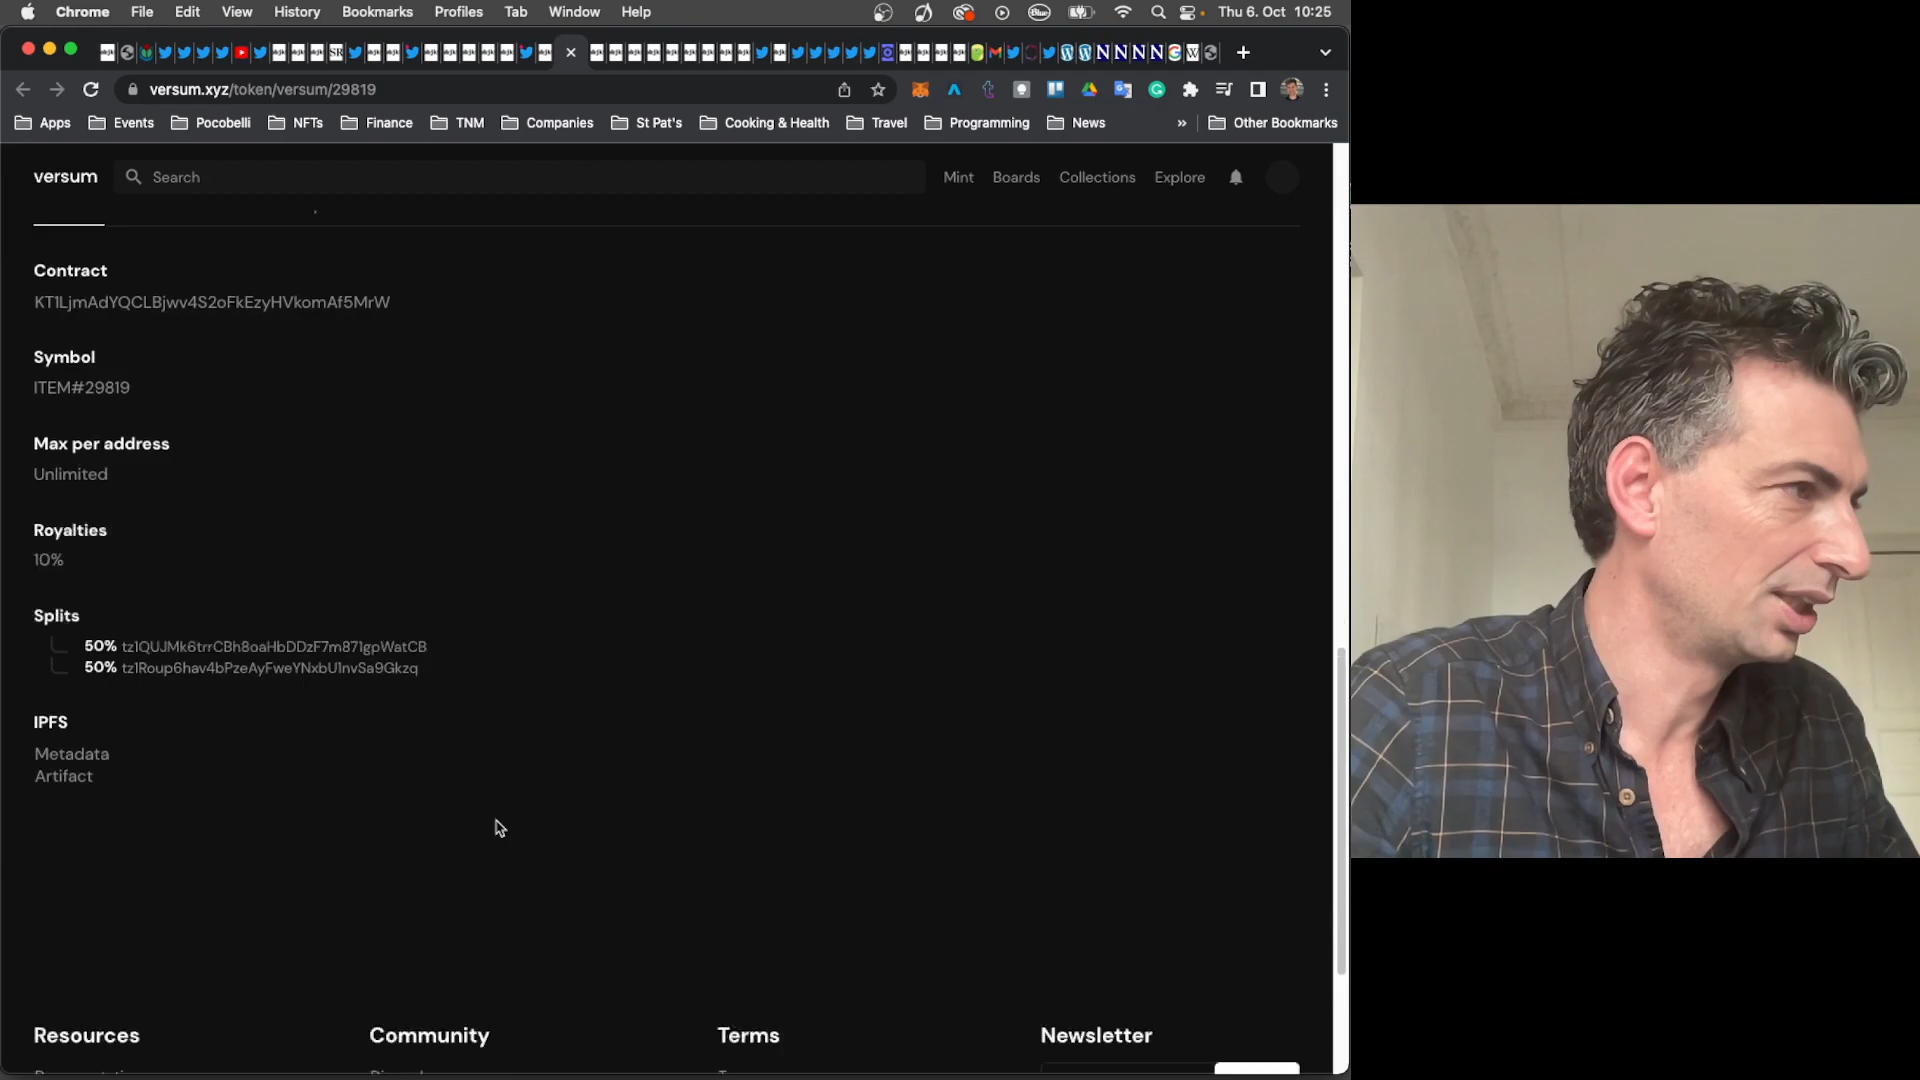 Chrome File Edit View History Bookmarks Profiles Tab Window Help Thu 6. Oct 10:25
versum.xyz/token/versum/29819
Apps Events Pocobelli NFTs Finance TNM Companies St Pat's Cooking & Health Travel Programming News » Other Bookmarks
versum Search Mint Boards Collections Explore
Contract
KT1LjmAdYQCLBjwv4S2oFkEzyHVkomAf5MrW
Symbol
ITEM#29819
Max per address
Unlimited
Royalties
10%
Splits
50% tz1QUJMk6trrCBh8oaHbDDzF7m871gpWatCB
50% tz1Roup6hav4bPzeAyFweYNxbU1nvSa9Gkzq
IPFS
Metadata
Artifact
Resources Community Terms Newsletter